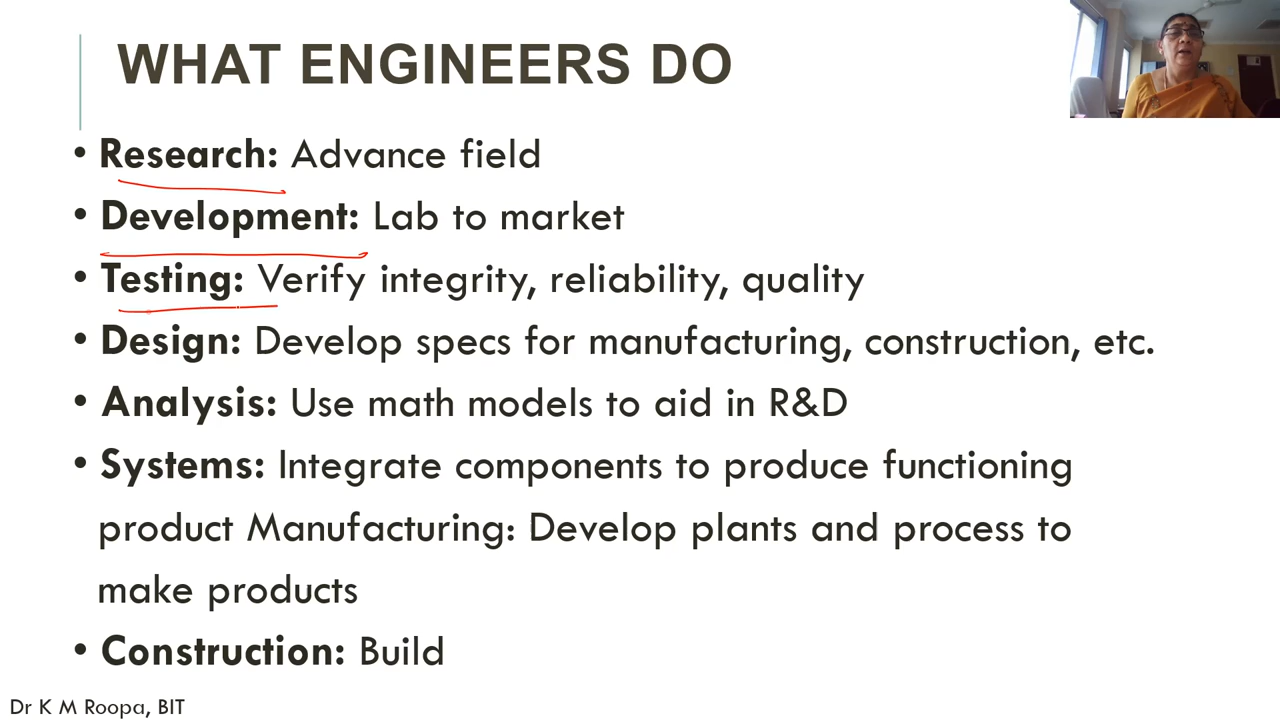 WHAT ENGINEERS DO
• Research: Advance field
• Development: Lab to market
• Testing: Verify integrity, reliability, quality
• Design: Develop specs for manufacturing, construction, etc.
• Analysis: Use math models to aid in R&D
• Systems: Integrate components to produce functioning
product Manufacturing: Develop plants and process to
make products
• Construction: Build
Dr K M Roopa, BIT